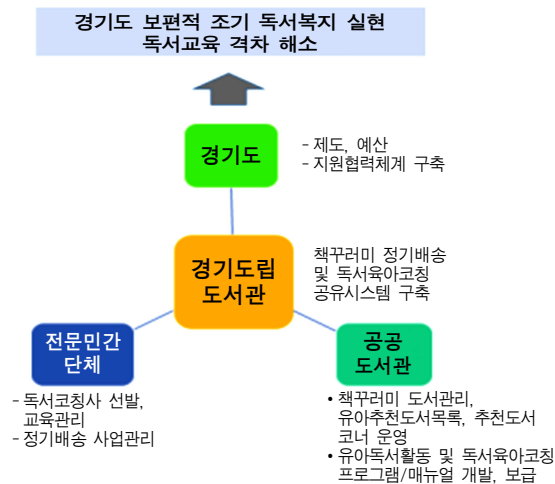 경기도 보편적 조기 독서복지 실현
독서교육 격차 해소
경기도
- 제도, 예산
- 지원협력체계 구축
경기도립
도서관
책꾸러미 정기배송
및 독서육아코칭
공유시스템 구축
전문민간
단체
- 독서코칭사 선발,
교육관리
- 정기배송 사업관리
공공
도서관
• 책꾸러미 도서관리,
유아추천도서목록, 추천도서
코너 운영
• 유아독서활동 및 독서육아코칭
프로그램/매뉴얼 개발, 보급